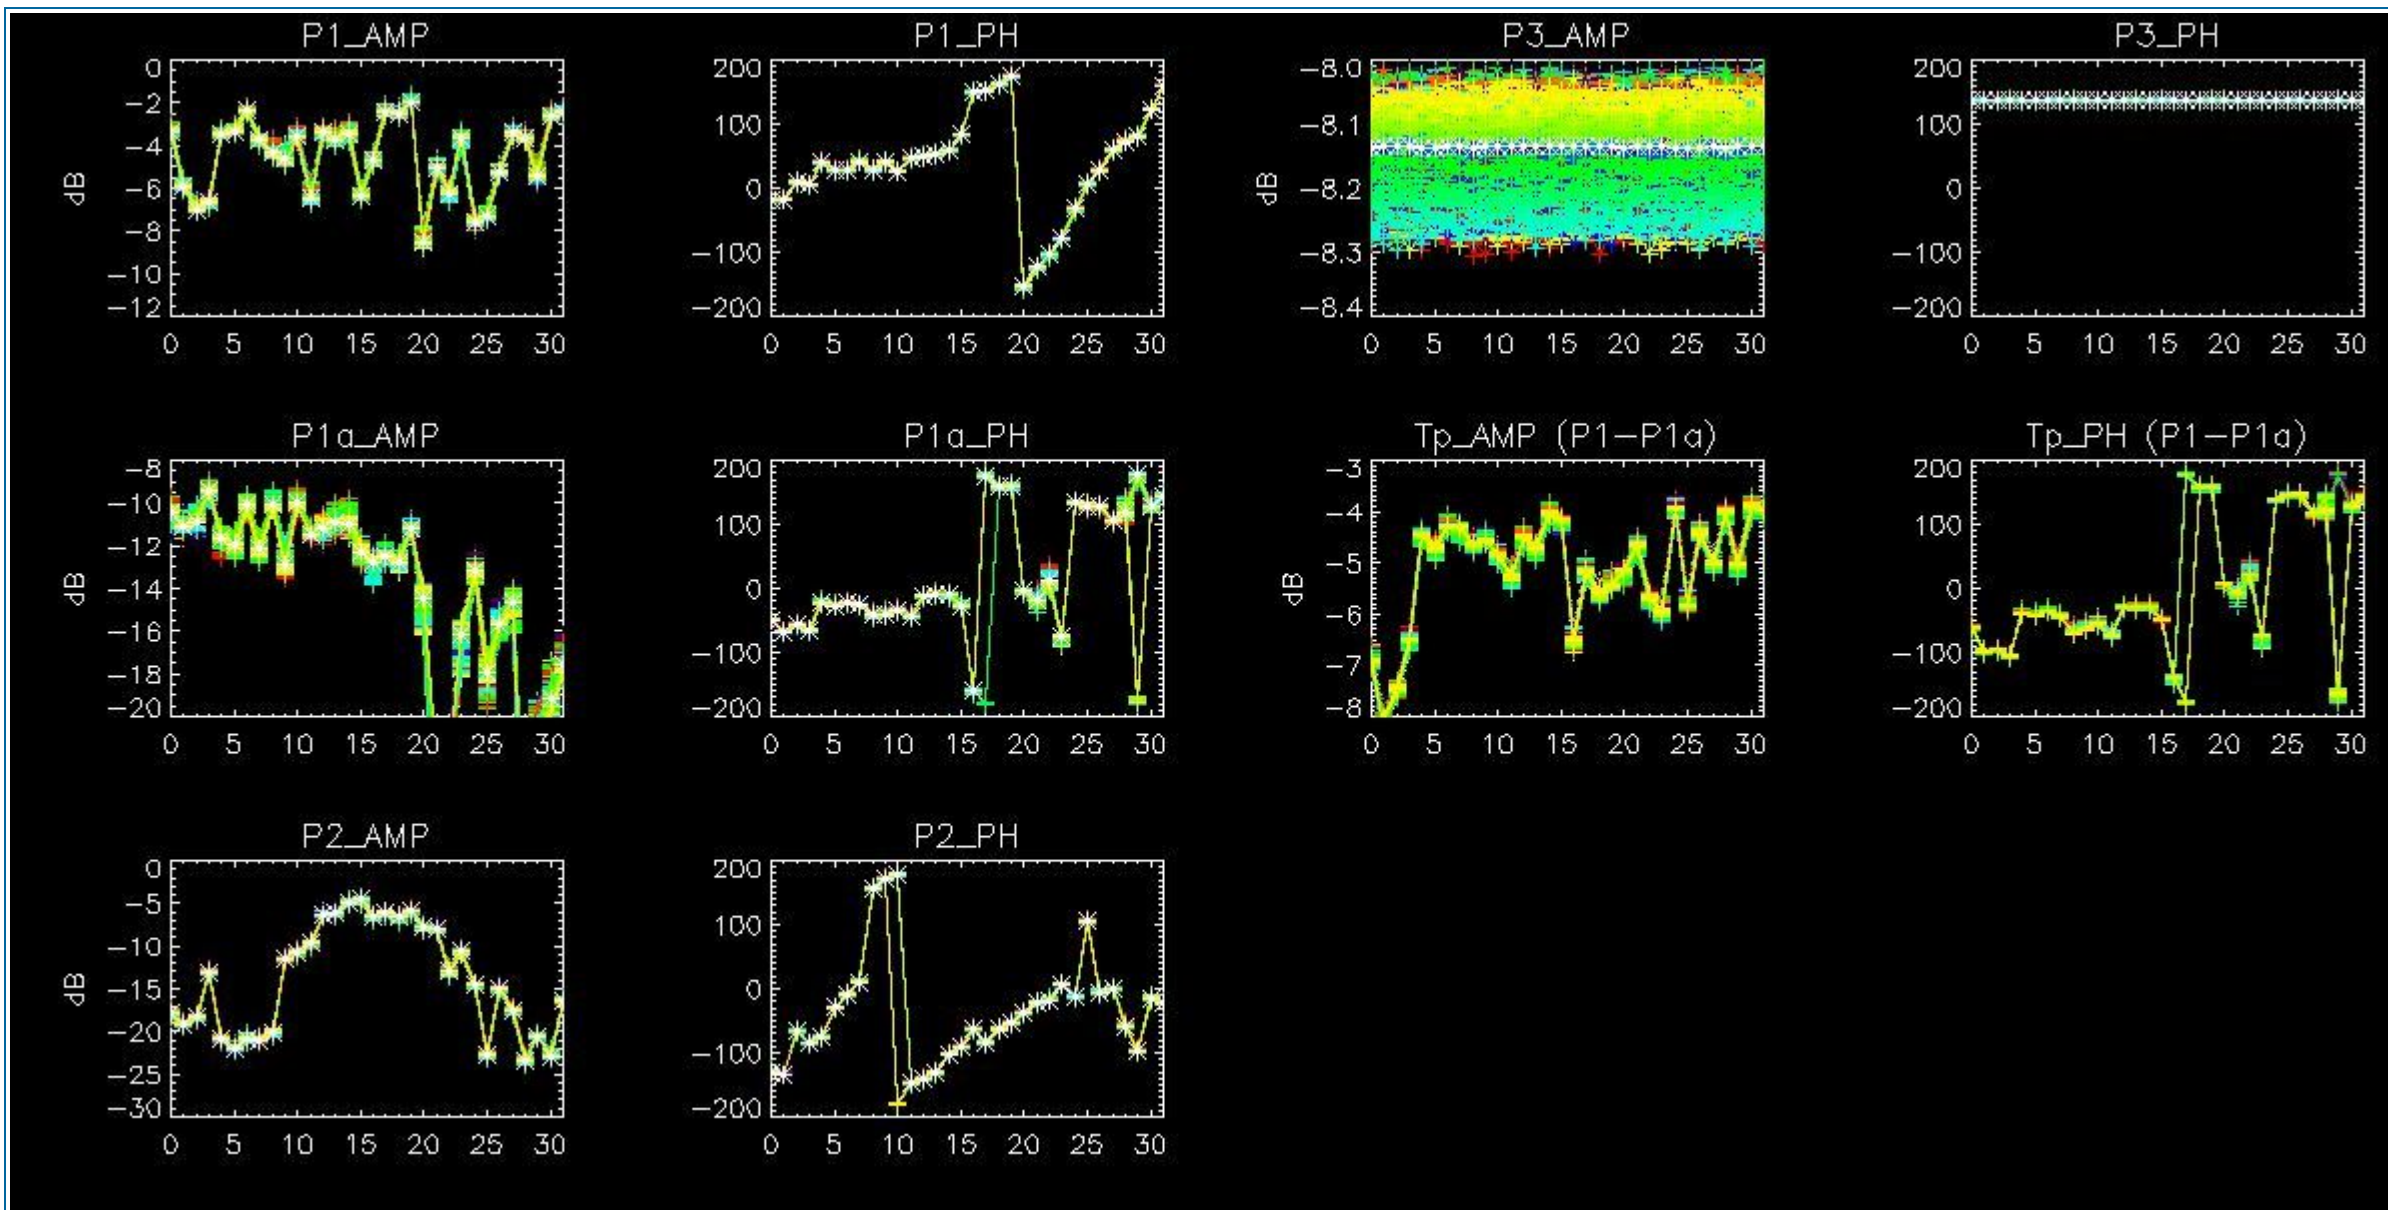 P1_AMP P1_PH P3_AMP P3_PH
0 200 -8.0 200
-2 100 -8.1 100
-4 0 -8.2 0
-6 -100 -8.3 -100
-8 -200 -8.4 -200
-10
-12
dB dB
0 5 10 15 20 25 30 0 5 10 15 20 25 30 0 5 10 15 20 25 30 0 5 10 15 20 25 30
P1a_AMP P1a_PH Tp_AMP (P1-P1a) Tp_PH (P1-P1a)
-8 200 -3 200
-10 100 -4 100
-12 0 -5 0
-14 -100 -6 -100
-16 -200 -7 -200
-18 -8
-20
dB dB
0 5 10 15 20 25 30 0 5 10 15 20 25 30 0 5 10 15 20 25 30 0 5 10 15 20 25 30
P2_AMP P2_PH
0 200
-5 100
-10 0
-15 -100
-20 -200
-25
-30
dB
0 5 10 15 20 25 30 0 5 10 15 20 25 30